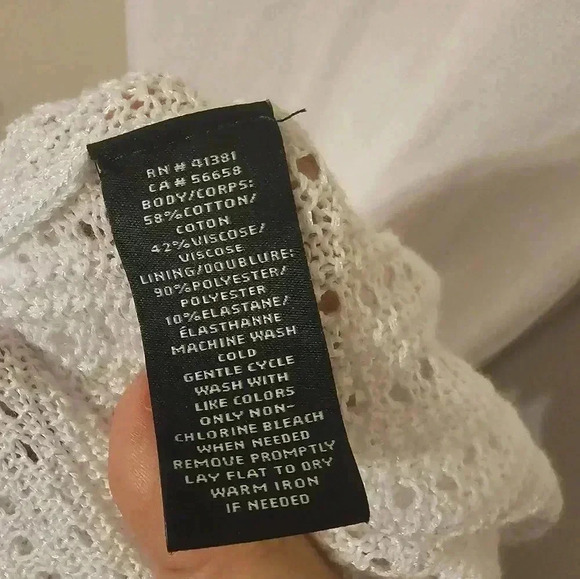 RN # 41381
CA # 56658
BODY/CORPS:
58%COTTON/
COTON
42%VISCOSE/
VISCOSE
LINING/DOUBLURE:
90%POLYESTER/
POLYESTER
10%ELASTANE/
ÉLASTHANNE
MACHINE WASH
COLD
GENTLE CYCLE
WASH WITH
LIKE COLORS
ONLY NON-
CHLORINE BLEACH
WHEN NEEDED
REMOVE PROMPTLY
LAY FLAT TO DRY
WARM IRON
IF NEEDED